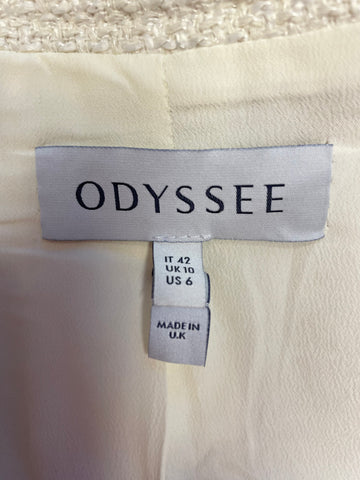 ODYSSEE
IT 42
UK 10
US 6
MADE IN
U.K